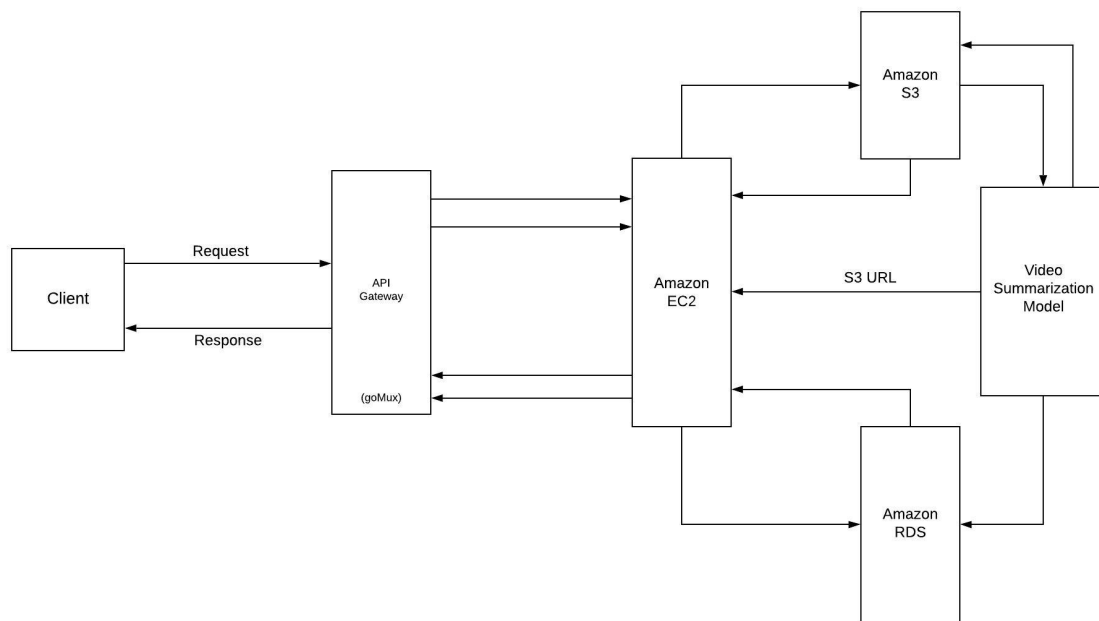 Client
Request
Response
API
Gateway
(goMux)
Amazon
EC2
Amazon
S3
S3 URL
Video
Summarization
Model
Amazon
RDS